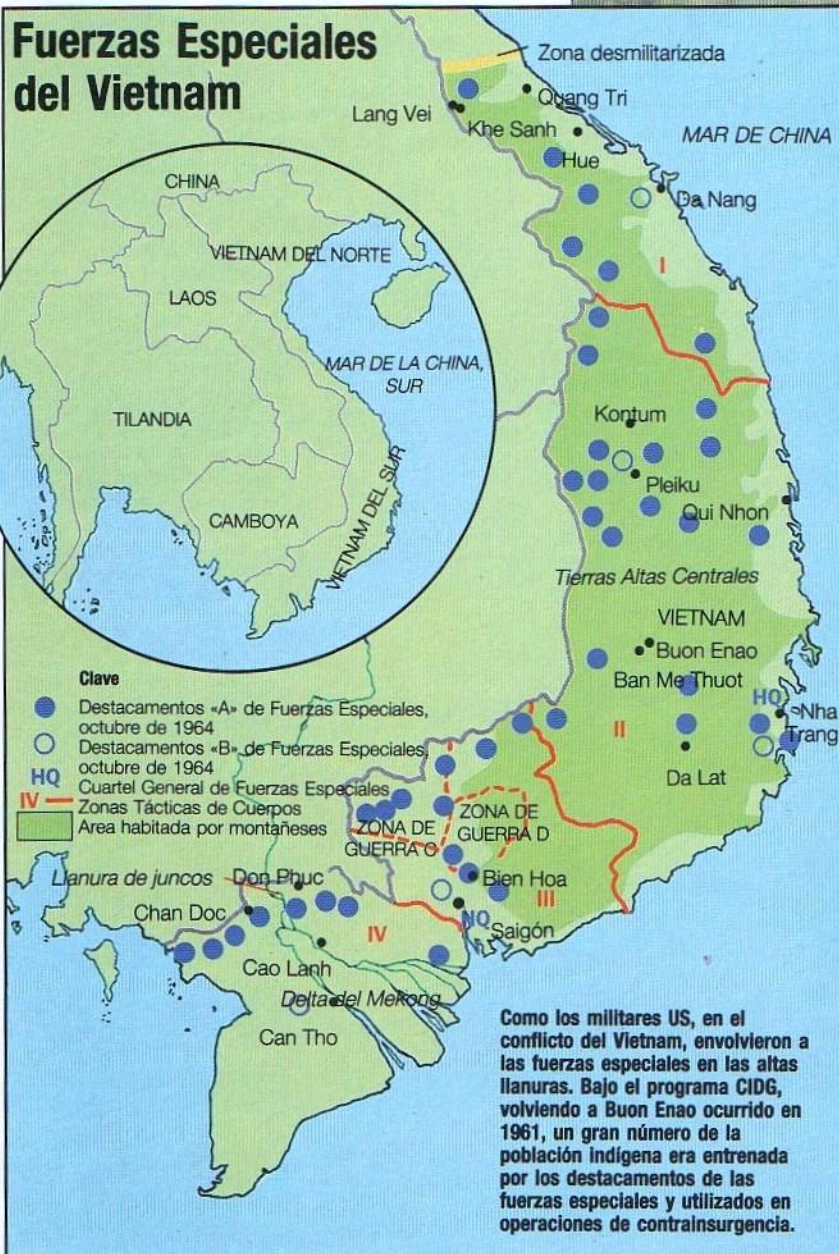 Fuerzas Especiales
del Vietnam
Zona desmilitarizada
Quang Tri
Lang Vei
Khe Sanh
MAR DE CHINA
Hue
Da Nang
I
CHINA
VIETNAM DEL NORTE
LAOS
MAR DE LA CHINA,
SUR
TILANDIA
CAMBOYA
VIETNAM DEL SUR
Kontum
Pleiku
Qui Nhon
Tierras Altas Centrales
VIETNAM
Buon Enao
Ban Me Thuot
HQ
Nha
Trang
II
Da Lat
Clave
Destacamentos «A» de Fuerzas Especiales,
octubre de 1964
Destacamentos «B» de Fuerzas Especiales,
octubre de 1964
HQ Cuartel General de Fuerzas Especiales
IV Zonas Tácticas de Cuerpos
Area habitada por montañeses
ZONA DE
GUERRA C
ZONA DE
GUERRA D
Llanura de juncos
Don Phuc
Bien Hoa
Chan Doc
III
NQ
Saigón
IV
Cao Lanh
Delta del Mekong
Can Tho
Como los militares US, en el
conflicto del Vietnam, envolvieron a
las fuerzas especiales en las altas
llanuras. Bajo el programa CIDG,
volviendo a Buon Enao ocurrido en
1961, un gran número de la
población indígena era entrenada
por los destacamentos de las
fuerzas especiales y utilizados en
operaciones de contrainsurgencia.